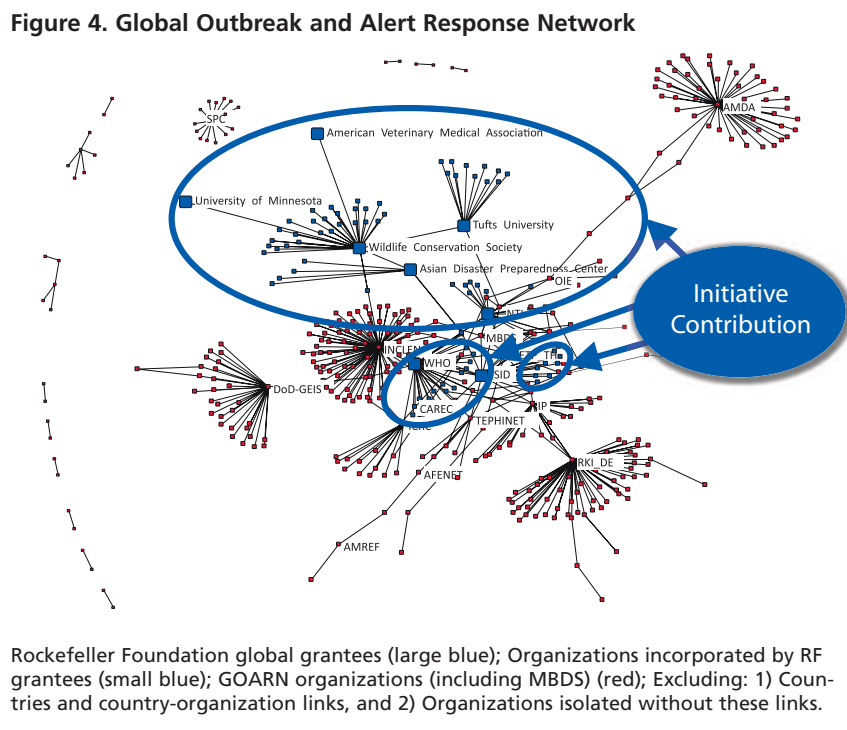 Figure 4. Global Outbreak and Alert Response Network
SPC
AMDA
American Veterinary Medical Association
University of Minnesota
Tufts University
Wildlife Conservation Society
Asian Disaster Preparedness Center
OIE
Initiative
Contribution
MBDS
INCLEN
WHO
SID
DoD-GEIS
CAREC
IP
TEPHINET
RKI_DE
AFENET
AMREF
Rockefeller Foundation global grantees (large blue); Organizations incorporated by RF
grantees (small blue); GOARN organizations (including MBDS) (red); Excluding: 1) Coun-
tries and country-organization links, and 2) Organizations isolated without these links.